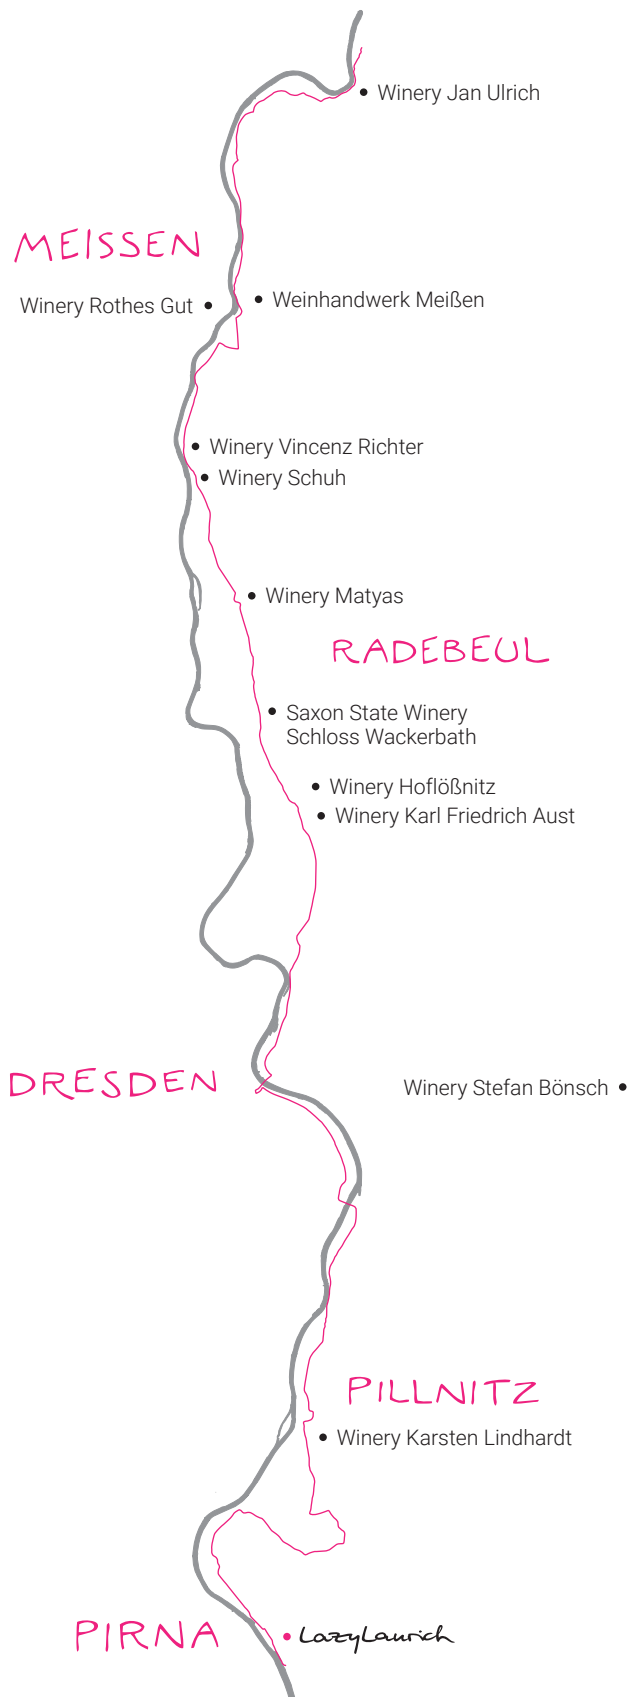 Winery Jan Ulrich
MEISSEN
Winery Rothes Gut
Weinhandwerk Meißen
Winery Vincenz Richter
Winery Schuh
Winery Matyas
RADEBEUL
Saxon State Winery
Schloss Wackerbath
Winery Hoflößnitz
Winery Karl Friedrich Aust
DRESDEN
Winery Stefan Bönsch
PILLNITZ
Winery Karsten Lindhardt
PIRNA
LazyLaurich